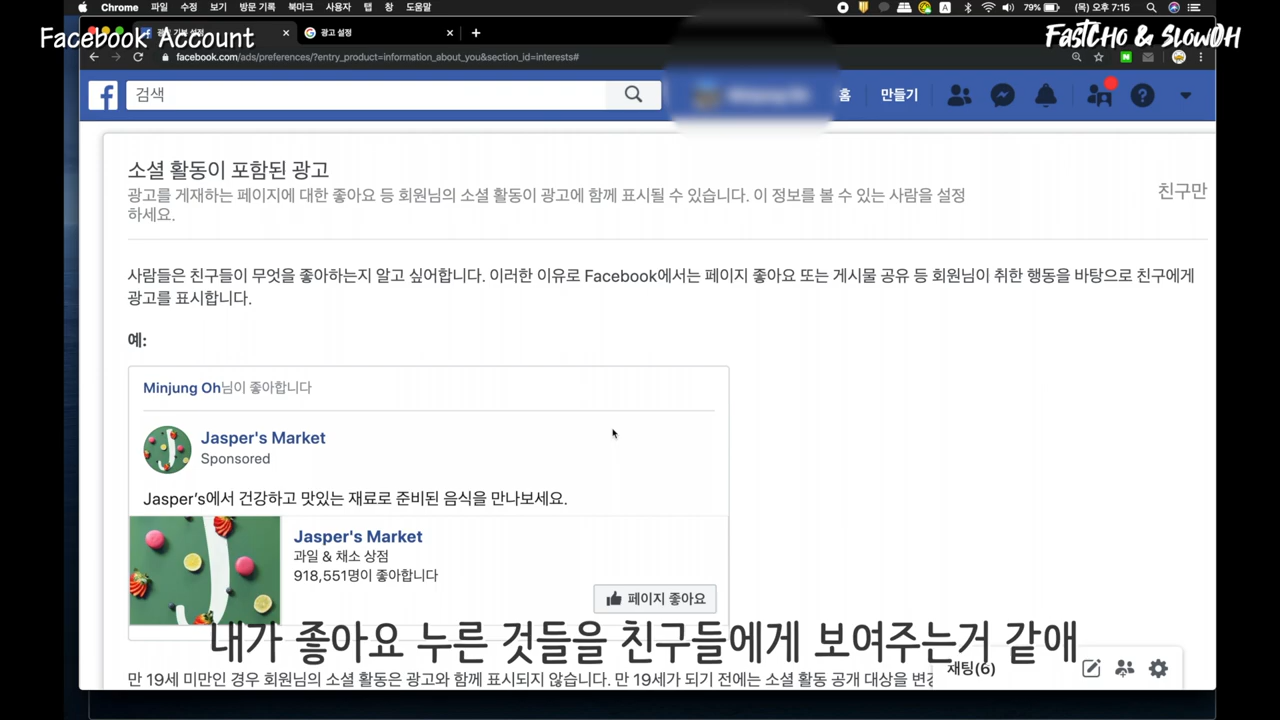 Chrome 파일 수정 보기 방문 기록 북마크 사용자 탭 창 도움말
79% (목) 오후 7:15
Facebook Account
광고 설정
FASTCHO & SLOWOH
facebook.com/ads/preferences/?entry_product=information_about_you&section_id=interests#
검색
홈 만들기
소셜 활동이 포함된 광고
광고를 게재하는 페이지에 대한 좋아요 등 회원님의 소셜 활동이 광고에 함께 표시될 수 있습니다. 이 정보를 볼 수 있는 사람을 설정
하세요.
친구만
사람들은 친구들이 무엇을 좋아하는지 알고 싶어합니다. 이러한 이유로 Facebook에서는 페이지 좋아요 또는 게시물 공유 등 회원님이 취한 행동을 바탕으로 친구에게
광고를 표시합니다.
예:
Minjung Oh님이 좋아합니다
Jasper's Market
Sponsored
Jasper's에서 건강하고 맛있는 재료로 준비된 음식을 만나보세요.
Jasper's Market
과일 & 채소 상점
918,551명이 좋아합니다
페이지 좋아요
내가 좋아요 누른 것들을 친구들에게 보여주는거 같애
채팅(6)
만 19세 미만인 경우 회원님의 소셜 활동은 광고와 함께 표시되지 않습니다. 만 19세가 되기 전에는 소셜 활동 공개 대상을 변경